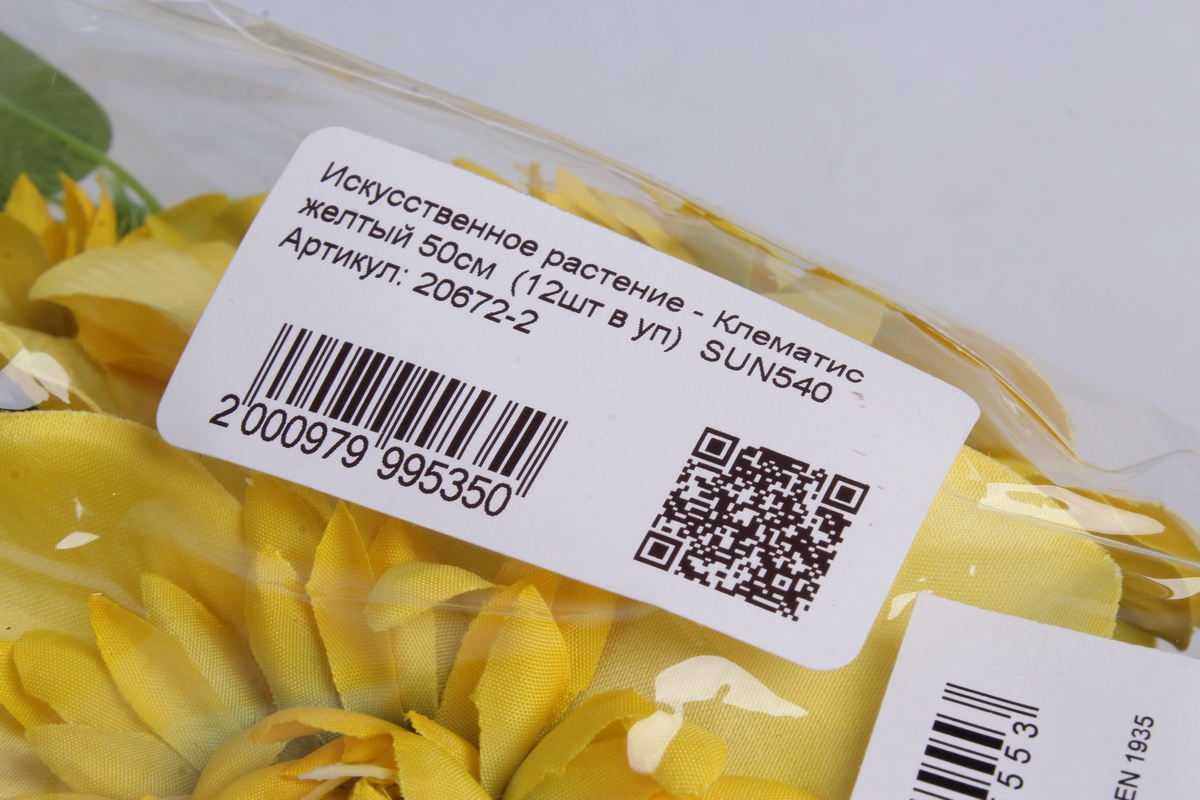 Искусственное растение - Клематис
желтый 50см (12шт в уп) SUN540
Артикул: 20672-2
2 000979 995350
553
EN 1935